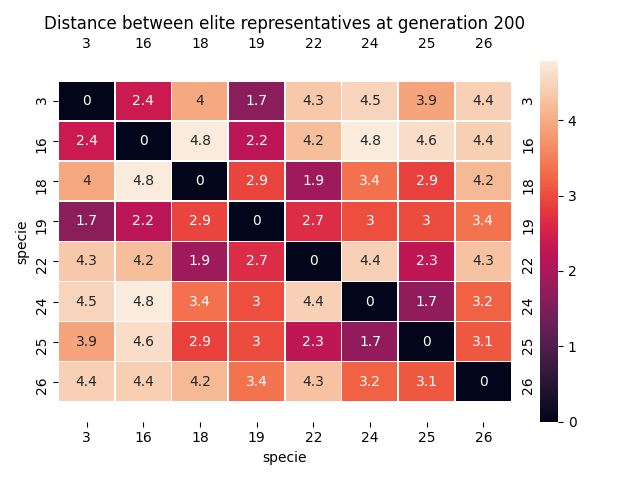 Distance between elite representatives at generation 200
3 16 18 19 22 24 25 26
3 0 2.4 4 1.7 4.3 4.5 3.9 4.4 3
16 2.4 0 4.8 2.2 4.2 4.8 4.6 4.4 16
18 4 4.8 0 2.9 1.9 3.4 2.9 4.2 18
19 1.7 2.2 2.9 0 2.7 3 3 3.4 19
22 4.3 4.2 1.9 2.7 0 4.4 2.3 4.3 22
24 4.5 4.8 3.4 3 4.4 0 1.7 3.2 24
25 3.9 4.6 2.9 3 2.3 1.7 0 3.1 25
26 4.4 4.4 4.2 3.4 4.3 3.2 3.1 0 26
3 16 18 19 22 24 25 26
specie
specie
4
3
2
1
0